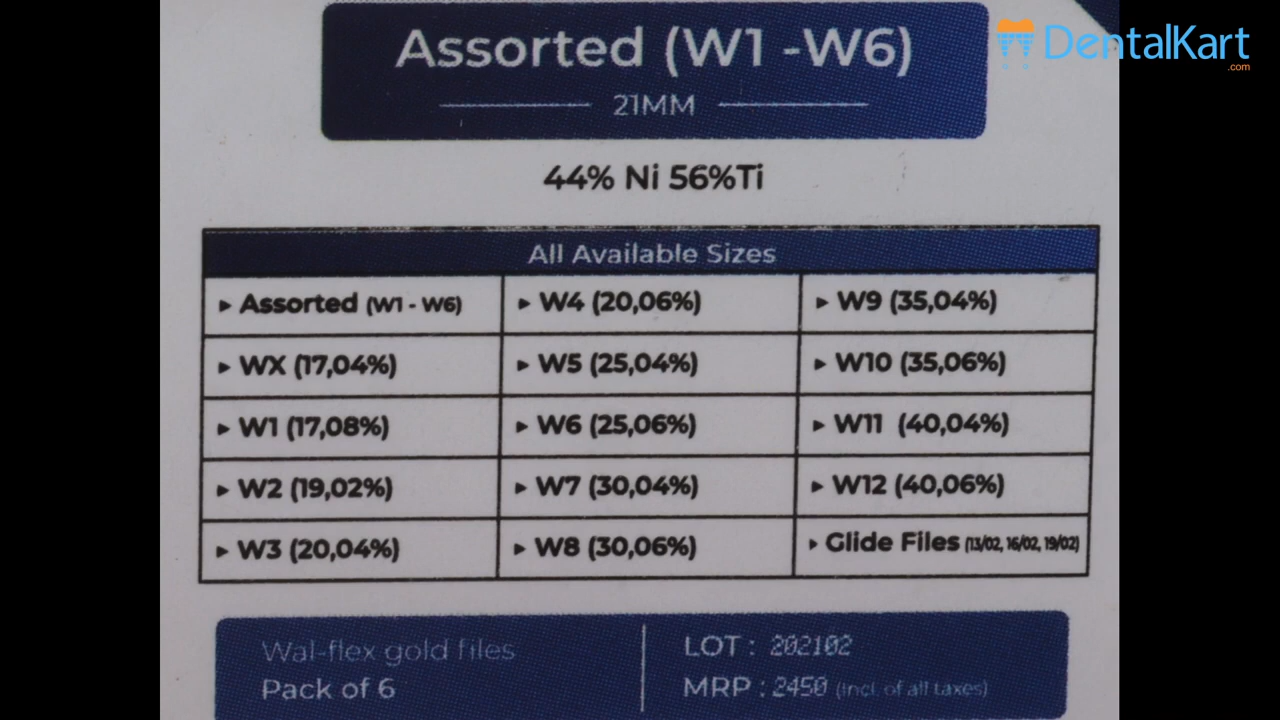 Assorted (W1 -W6)
DentalKart
.com
21MM
44% Ni 56%Ti
All Available Sizes
▸ Assorted (W1 - W6) ▸ W4 (20,06%) ▸ W9 (35,04%)
▸ WX (17,04%) ▸ W5 (25,04%) ▸ W10 (35,06%)
▸ W1 (17,08%) ▸ W6 (25,06%) ▸ W11 (40,04%)
▸ W2 (19,02%) ▸ W7 (30,04%) ▸ W12 (40,06%)
▸ W3 (20,04%) ▸ W8 (30,06%) ▸ Glide Files (13/02, 16/02, 19/02)
Wal-flex gold files
Pack of 6
LOT : 202102
MRP : 2450 (Incl. of all taxes)